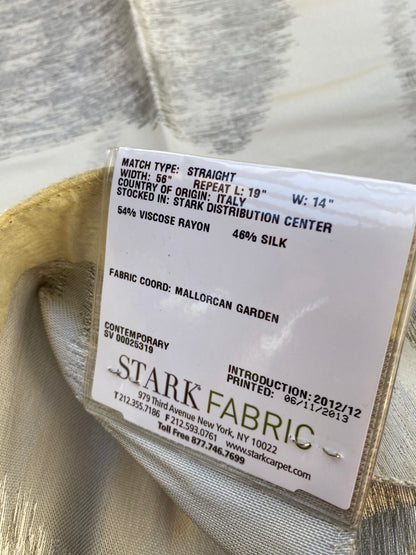 MATCH TYPE: STRAIGHT
WIDTH: 56" REPEAT L: 19" W: 14"
COUNTRY OF ORIGIN: ITALY
STOCKED IN: STARK DISTRIBUTION CENTER
54% VISCOSE RAYON 46% SILK
FABRIC COORD: MALLORCAN GARDEN
CONTEMPORARY
SV 00025319
INTRODUCTION: 2012/12
PRINTED: 06/11/2013
STARK FABRIC
979 Third Avenue New York, NY 10022
T 212.355.7186 F 212.593.0761 www.starkcarpet.com
Toll Free 877.746.7699